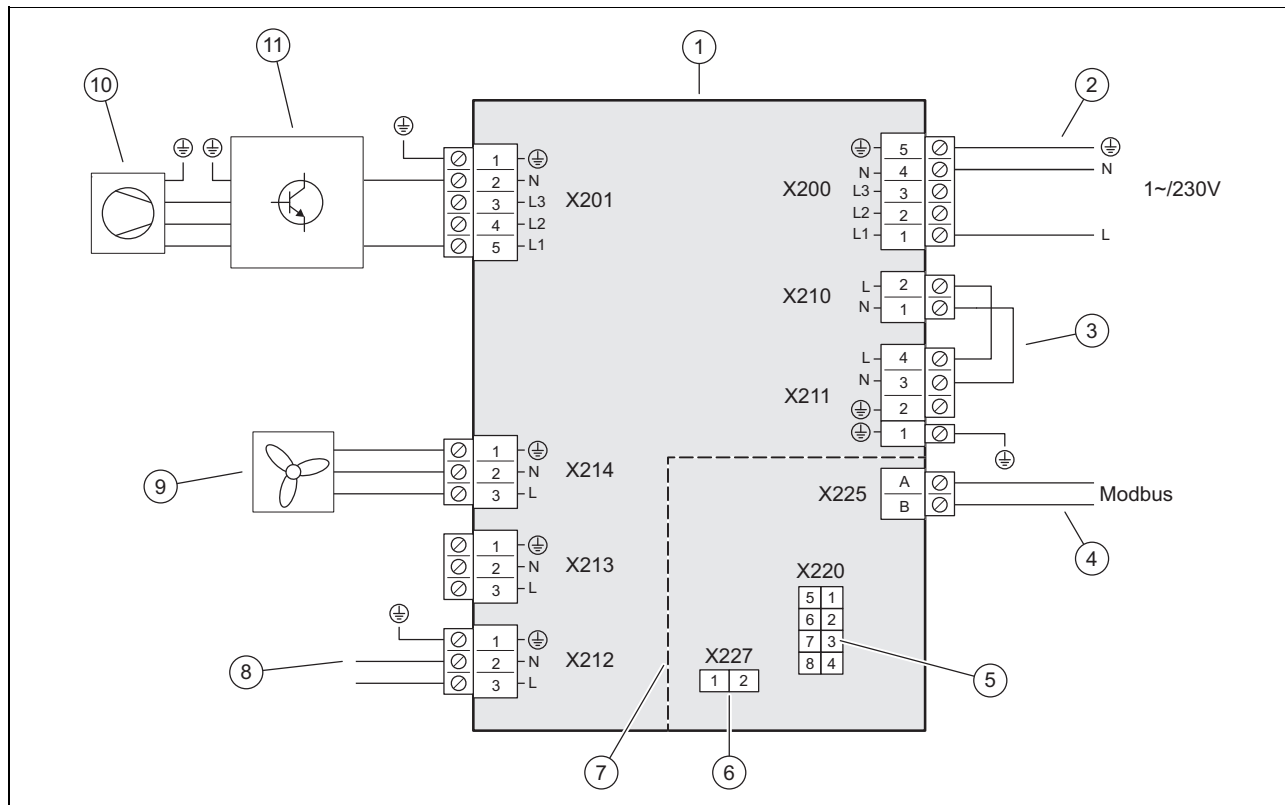 11
1
10
2
1
2 N
3 L3
4 L2
5 L1
X201
X200
5
N 4
L3 3
L2 2
L1 1
N
1~/230V
L
X210
L 2
N 1
3
X211
L 4
N 3
2
1
9
1
2 N
3 L
X214
X225
A
B
Modbus
4
1
2 N
3 L
X213
X220
5 1
6 2
7 3
8 4
5
8
1
2 N
3 L
X212
X227
1 2
7
6